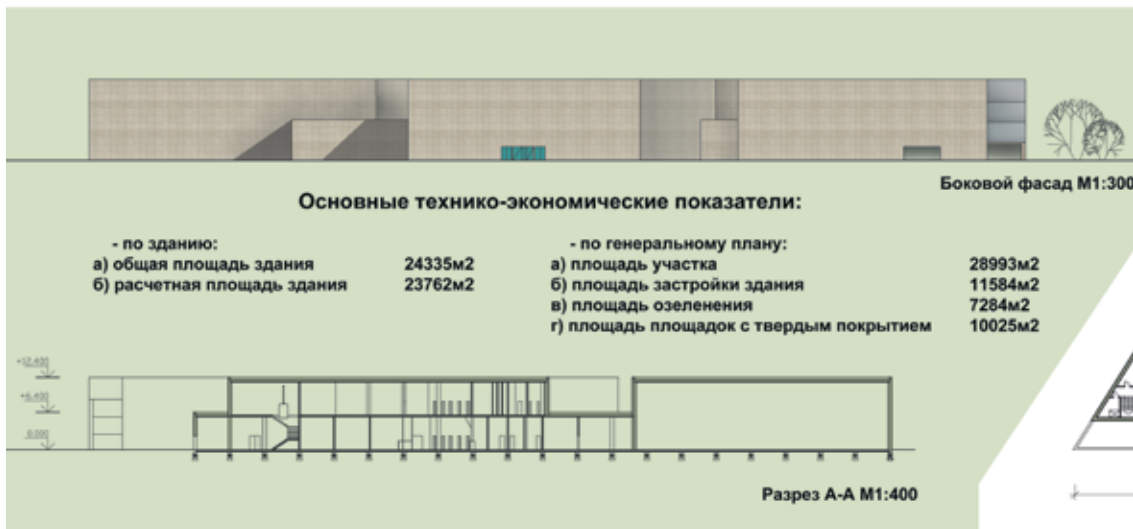 Боковой фасад М1:300
Основные технико-экономические показатели:
- по зданию:
а) общая площадь здания 24335м2
б) расчетная площадь здания 23762м2
- по генеральному плану:
а) площадь участка 28993м2
б) площадь застройки здания 11584м2
в) площадь озеленения 7284м2
г) площадь площадок с твердым покрытием 10025м2
+12.400
+6.400
0.000
Разрез А-А М1:400